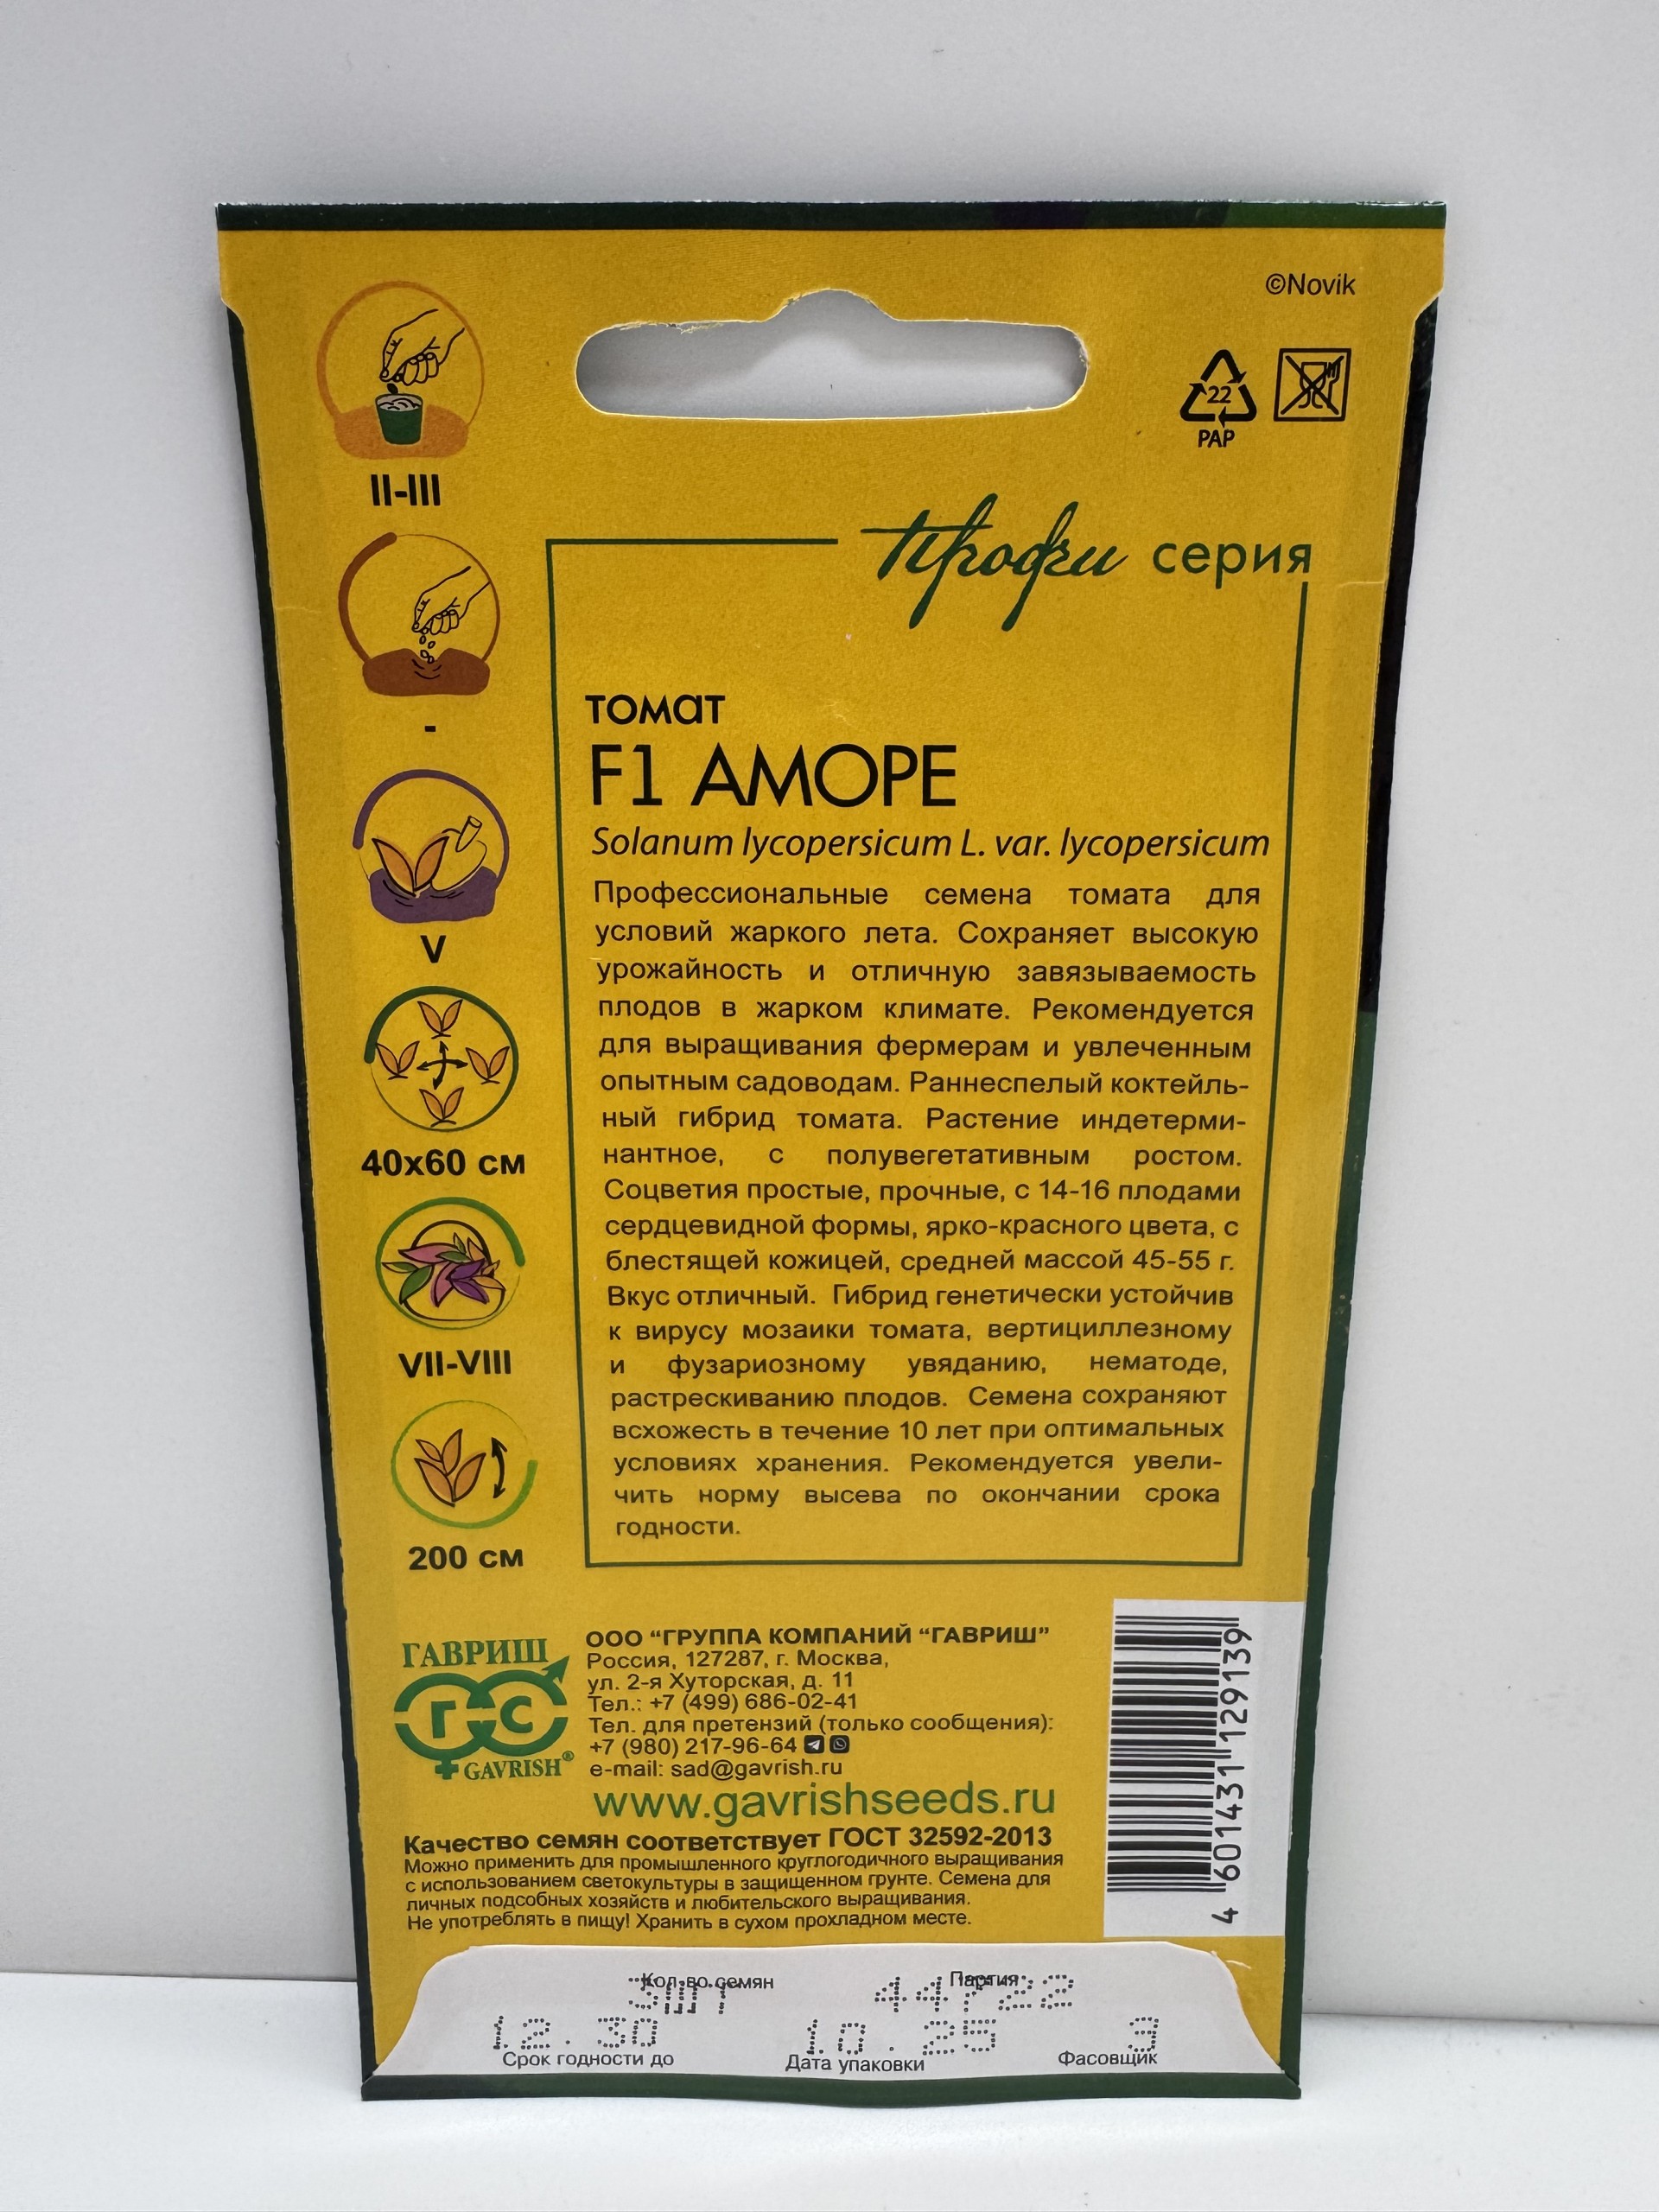 ©Novik
22
PAP
II-III
-
V
40х60 см
VII-VIII
200 см
Профи серия
томат
F1 АМОРЕ
Solanum lycopersicum L. var. lycopersicum
Профессиональные семена томата для
условий жаркого лета. Сохраняет высокую
урожайность и отличную завязываемость
плодов в жарком климате. Рекомендуется
для выращивания фермерам и увлеченным
опытным садоводам. Раннеспелый коктейль-
ный гибрид томата. Растение индетерми-
нантное, с полувегетативным ростом.
Соцветия простые, прочные, с 14-16 плодами
сердцевидной формы, ярко-красного цвета, с
блестящей кожицей, средней массой 45-55 г.
Вкус отличный. Гибрид генетически устойчив
к вирусу мозаики томата, вертициллезному
и фузариозному увяданию, нематоде,
растрескиванию плодов. Семена сохраняют
всхожесть в течение 10 лет при оптимальных
условиях хранения. Рекомендуется увели-
чить норму высева по окончании срока
годности.
ГАВРИШ
ГС
GAVRISH®
ООО “ГРУППА КОМПАНИЙ “ГАВРИШ”
Россия, 127287, г. Москва,
ул. 2-я Хуторская, д. 11
Тел.: +7 (499) 686-02-41
Тел. для претензий (только сообщения):
+7 (980) 217-96-64
e-mail: sad@gavrish.ru
www.gavrishseeds.ru
Качество семян соответствует ГОСТ 32592-2013
Можно применить для промышленного круглогодичного выращивания
с использованием светокультуры в защищенном грунте. Семена для
личных подсобных хозяйств и любительского выращивания.
Не употреблять в пищу! Хранить в сухом прохладном месте.
4 601431 129139
Кол-во семян Партия
3шт 44722
12.30 10.25 3
Срок годности до Дата упаковки Фасовщик